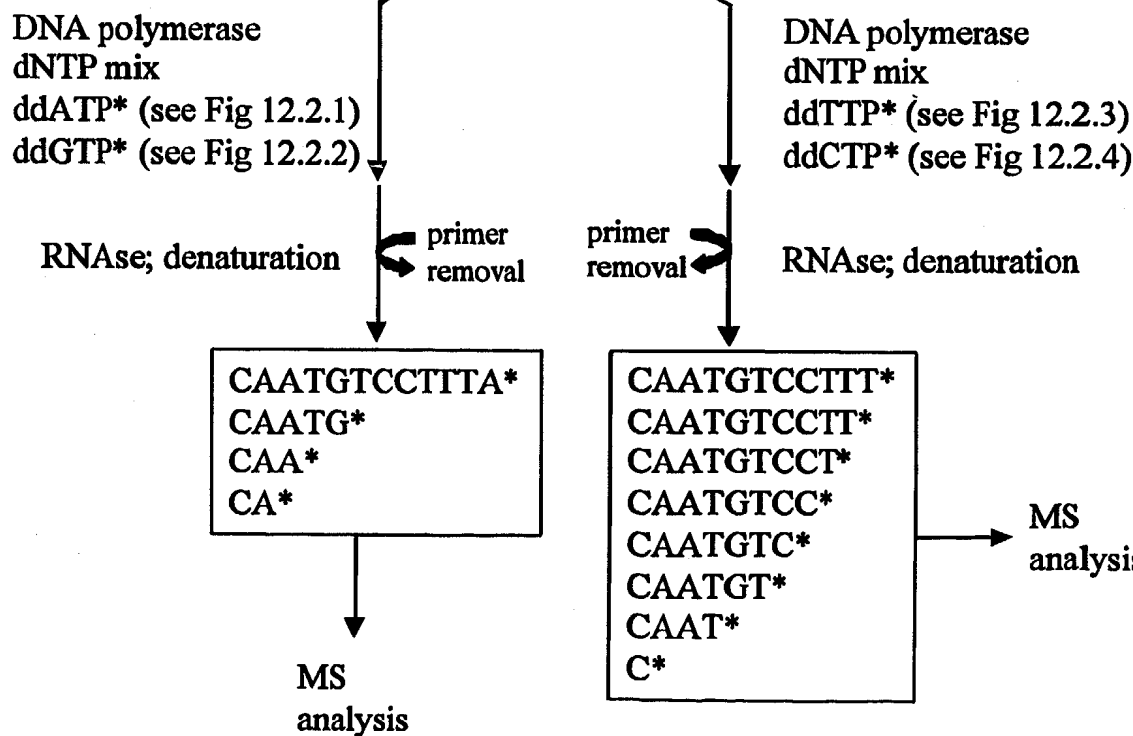 DNA polymerase
dNTP mix
ddATP* (see Fig 12.2.1)
ddGTP* (see Fig 12.2.2)
DNA polymerase
dNTP mix
ddTTP* (see Fig 12.2.3)
ddCTP* (see Fig 12.2.4)
RNAse; denaturation
primer
removal
primer
removal
RNAse; denaturation
CAATGTCCTTTA*
CAATG*
CAA*
CA*
MS
analysis
CAATGTCCTTT*
CAATGTCCTT*
CAATGTCCT*
CAATGTCC*
CAATGTC*
CAATGT*
CAAT*
C*
MS
analysis